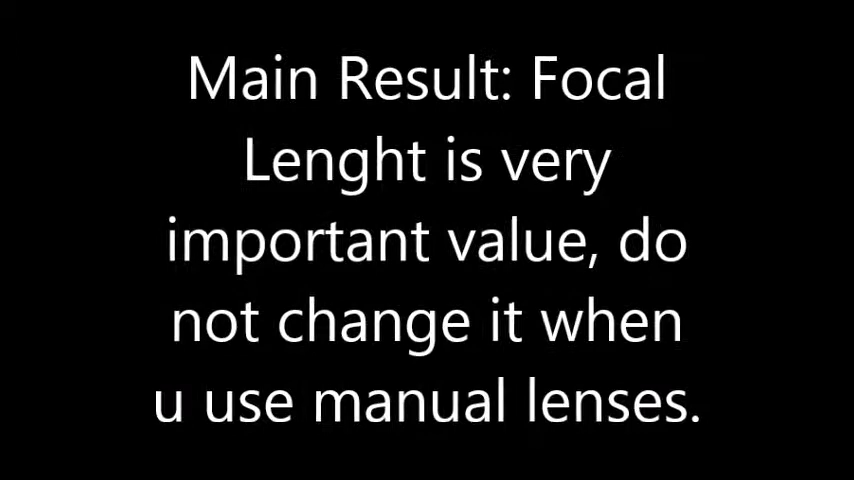 Main Result: Focal
Lenght is very
important value, do
not change it when
u use manual lenses.